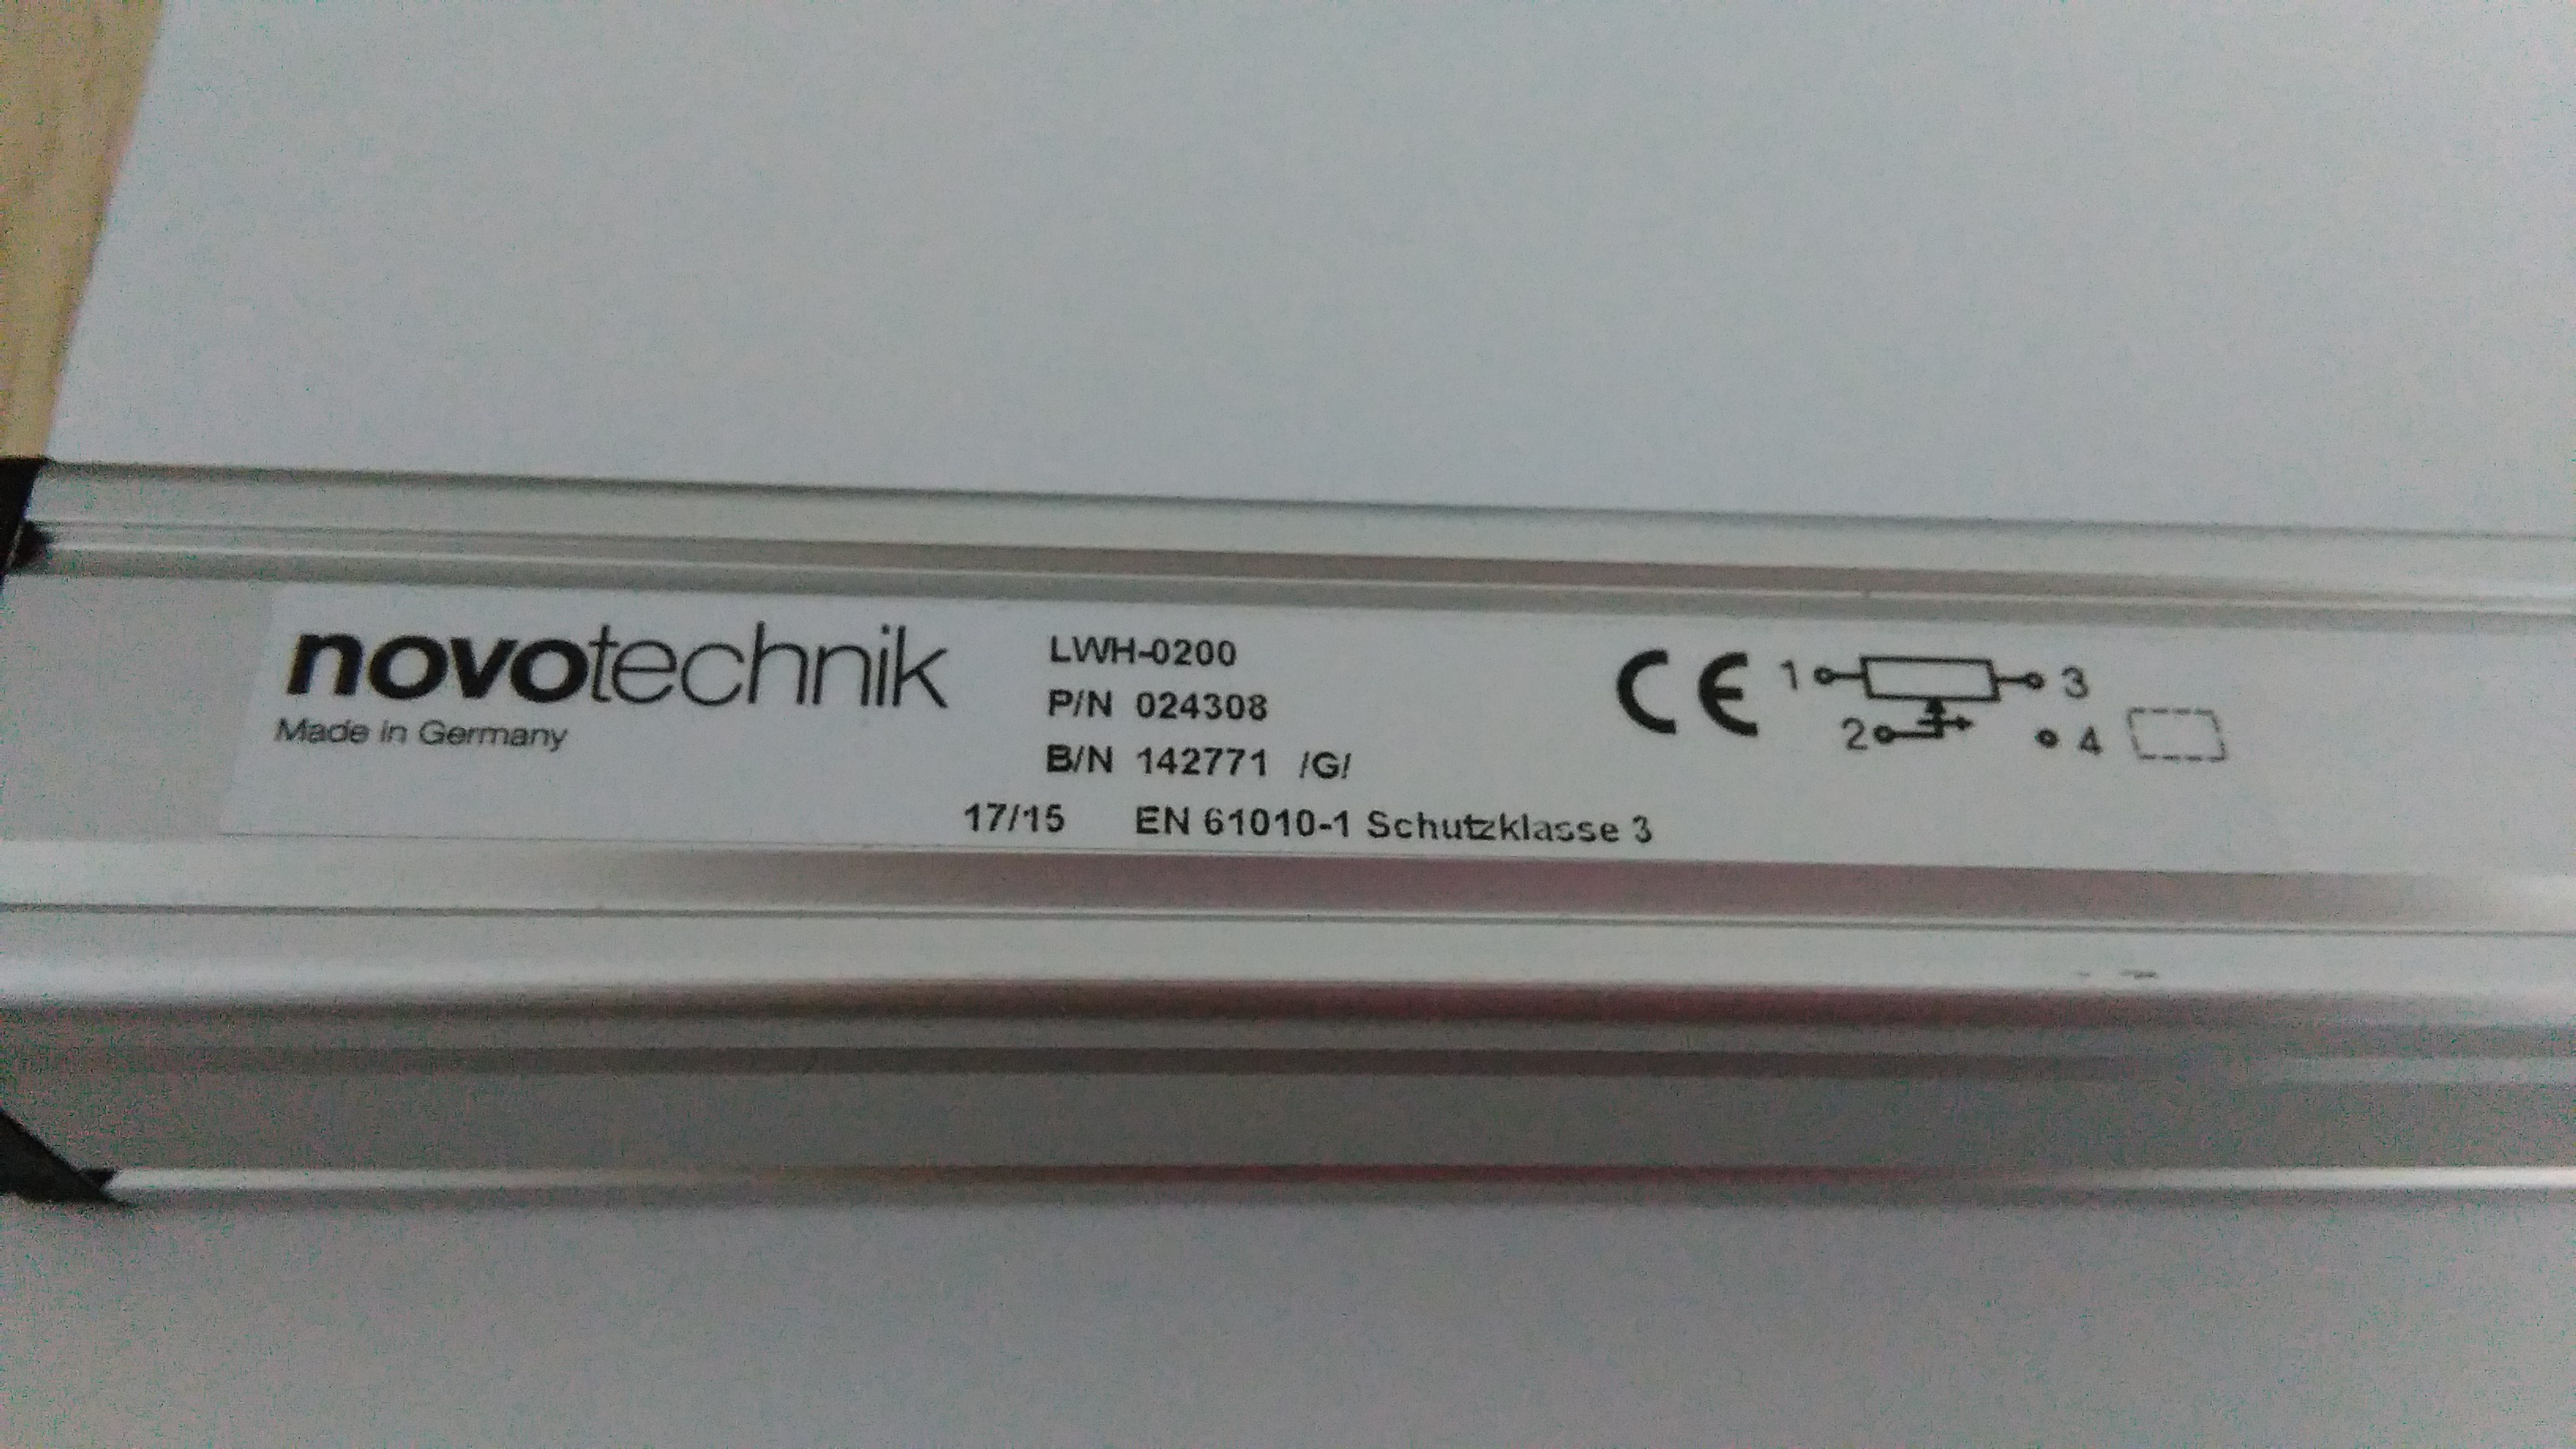 novotechnik
Made in Germany
LWH-0200
P/N 024308
B/N 142771 /G/
17/15 EN 61010-1 Schutzklasse 3
CE
1 3
2 4